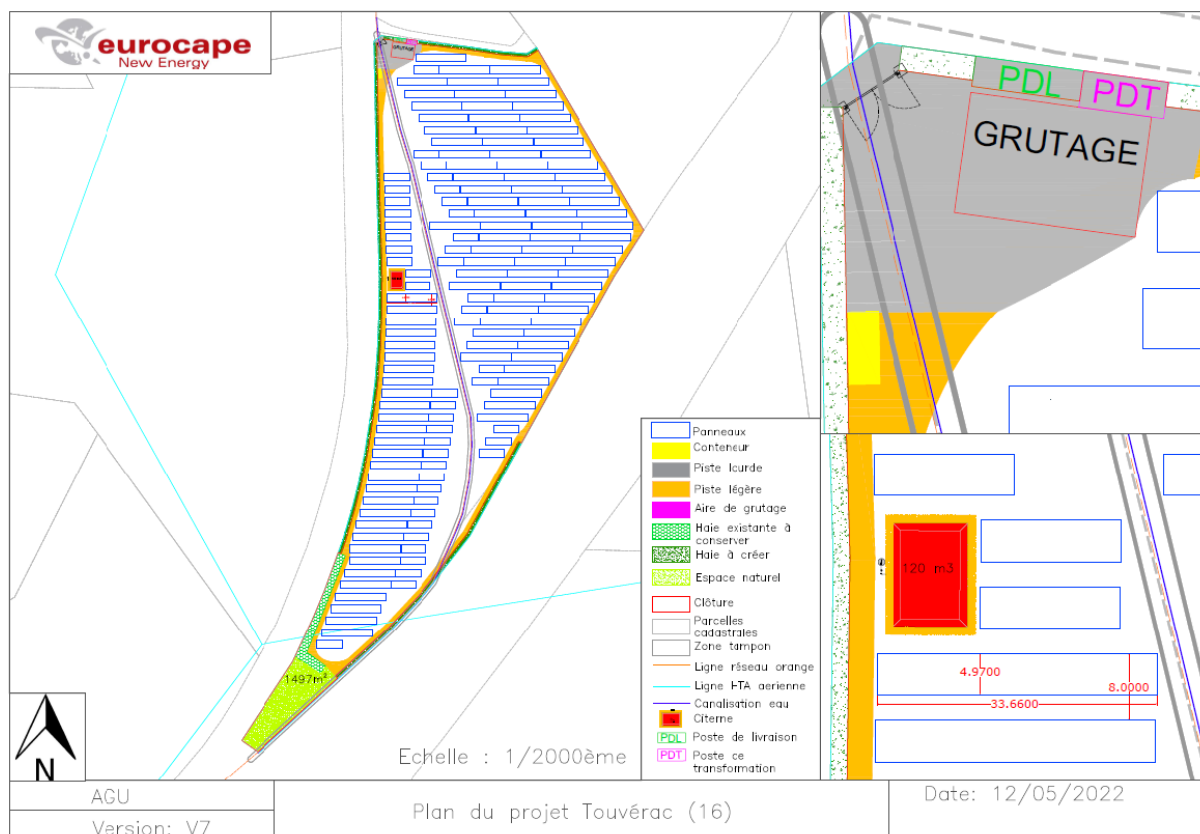 eurocape
New Energy
GRUTAGE
1497m²
Echelle : 1/2000ème
N
Panneaux
Conteneur
Piste lourde
Piste légère
Aire de grutage
Haie existante à
conserver
Haie à créer
Espace naturel
Clôture
Parcelles
cadastrales
Zone tampon
Ligne réseau orange
Ligne HTA aerienne
Canalisation eau
Citerne
PDL Poste de livraison
PDT Poste ce
transformation
PDL
PDT
GRUTAGE
120 m3
4.9700
8.0000
33.6600
AGU
Version: V7
Plan du projet Touvérac (16)
Date: 12/05/2022